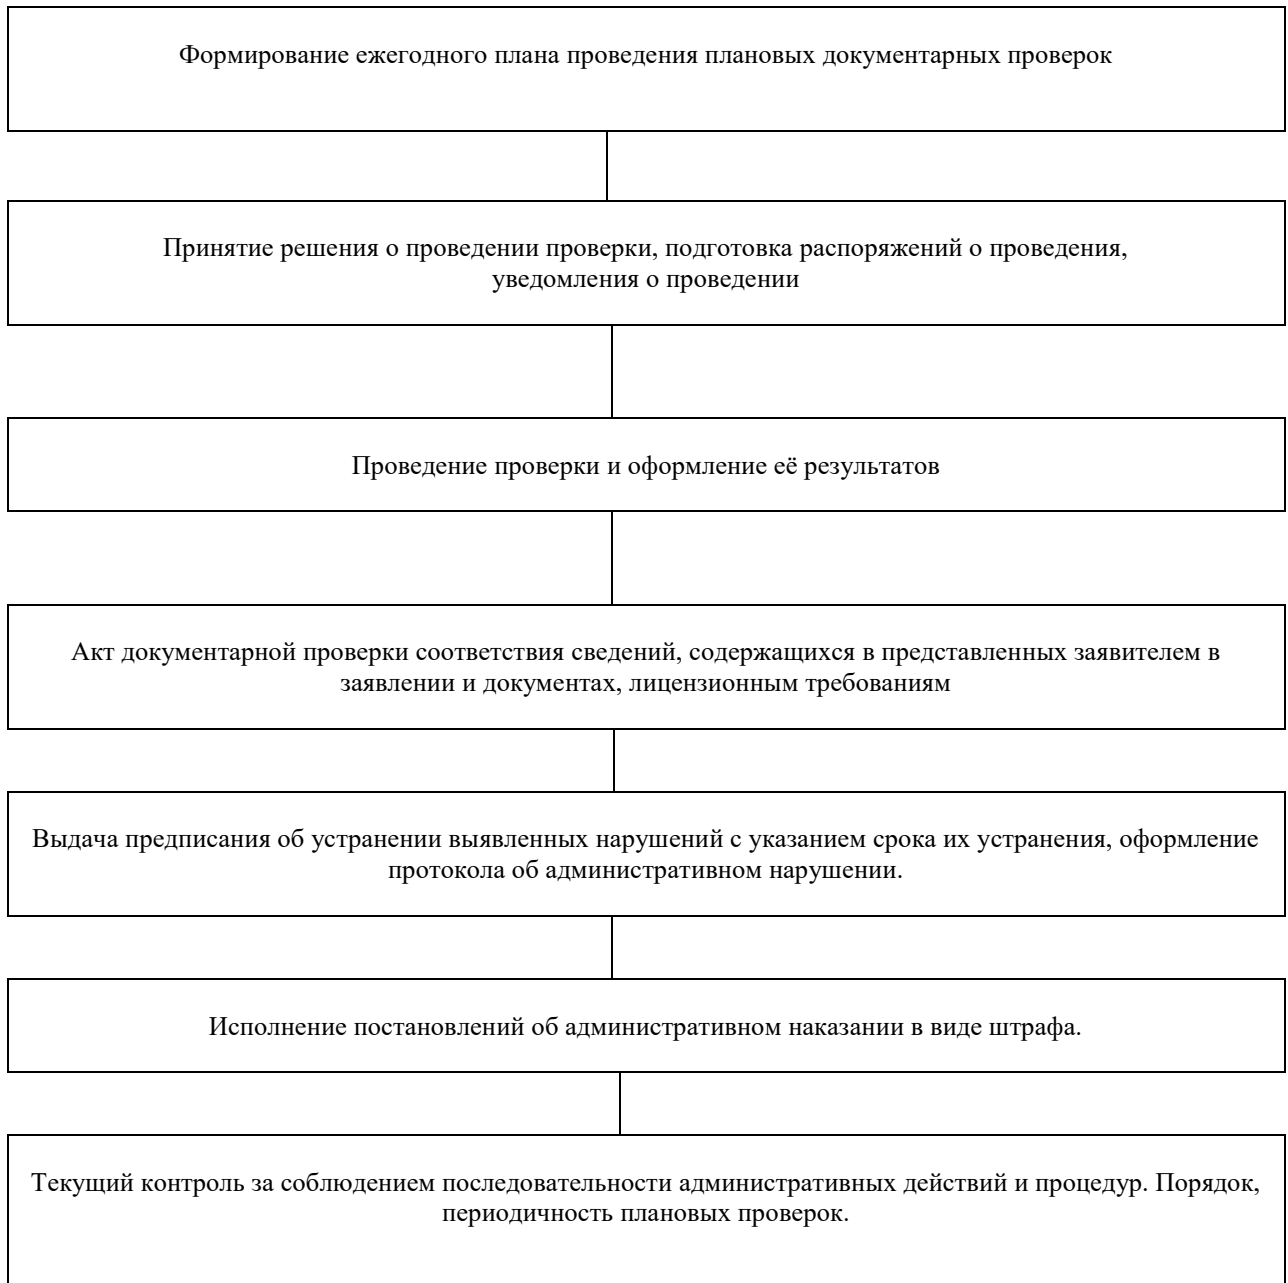 Формирование ежегодного плана проведения плановых документарных проверок
Принятие решения о проведении проверки, подготовка распоряжений о проведения,
уведомления о проведении
Проведение проверки и оформление её результатов
Акт документарной проверки соответствия сведений, содержащихся в представленных заявителем в
заявлении и документах, лицензионным требованиям
Выдача предписания об устранении выявленных нарушений с указанием срока их устранения, оформление
протокола об административном нарушении.
Исполнение постановлений об административном наказании в виде штрафа.
Текущий контроль за соблюдением последовательности административных действий и процедур. Порядок,
периодичность плановых проверок.